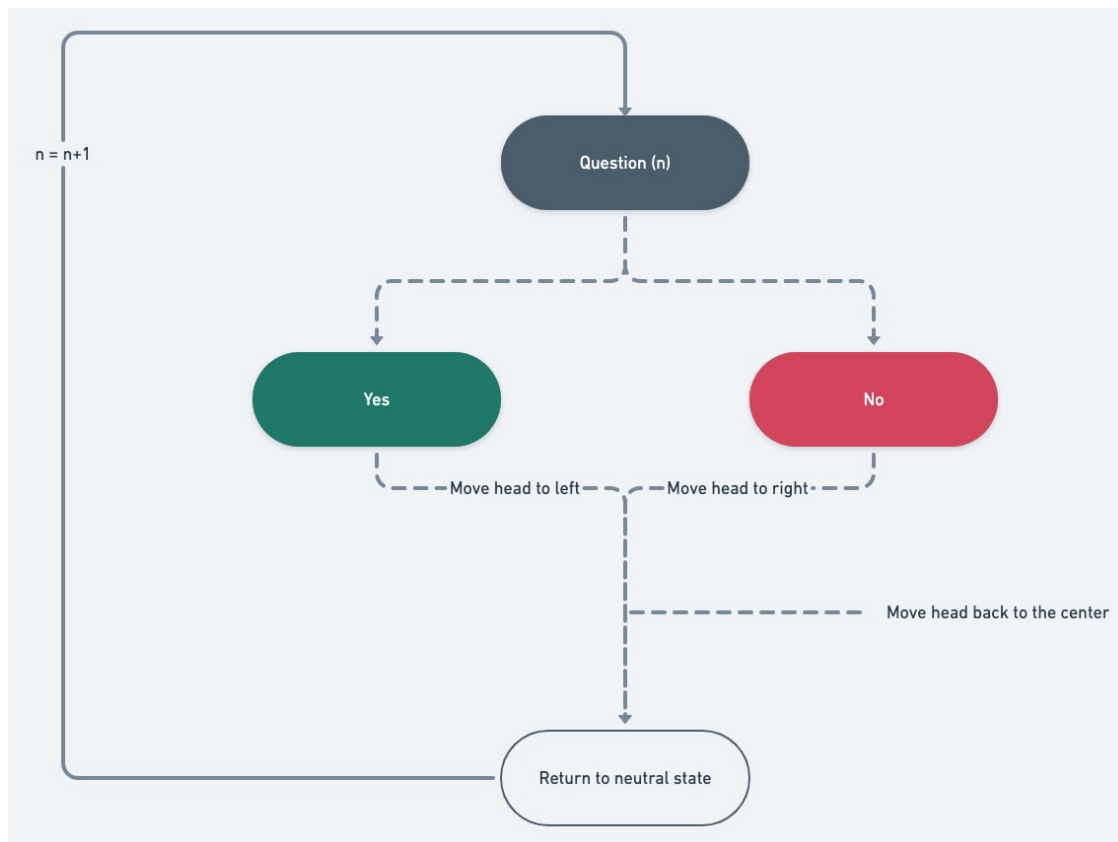 n = n+1
Question (n)
Yes
No
Move head to left
Move head to right
Move head back to the center
Return to neutral state